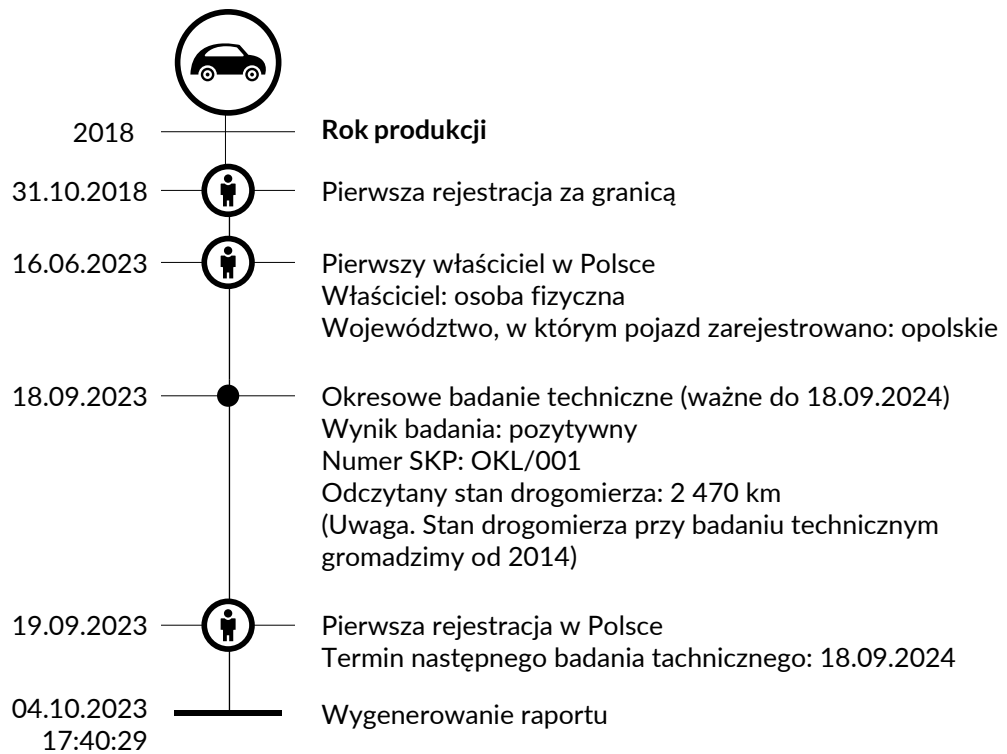 2018 Rok produkcji
31.10.2018 Pierwsza rejestracja za granicą
16.06.2023 Pierwszy właściciel w Polsce
Właściciel: osoba fizyczna
Województwo, w którym pojazd zarejestrowano: opolskie
18.09.2023 Okresowe badanie techniczne (ważne do 18.09.2024)
Wynik badania: pozytywny
Numer SKP: OKL/001
Odczytany stan drogomierza: 2 470 km
(Uwaga. Stan drogomierza przy badaniu technicznym
gromadzimy od 2014)
19.09.2023 Pierwsza rejestracja w Polsce
Termin następnego badania tachnicznego: 18.09.2024
04.10.2023 Wygenerowanie raportu
17:40:29